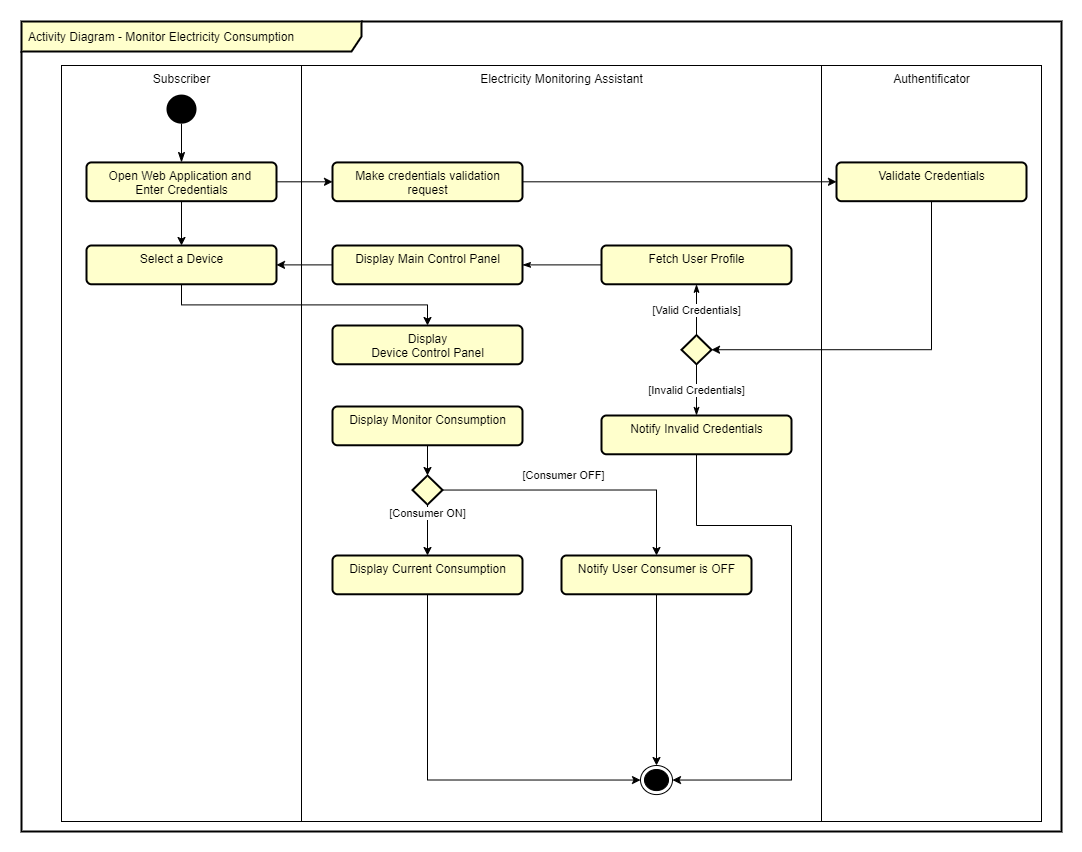 Activity Diagram - Monitor Electricity Consumption
Subscriber
Electricity Monitoring Assistant
Authentificator
Open Web Application and
Enter Credentials
Make credentials validation
request
Validate Credentials
Select a Device
Display Main Control Panel
Fetch User Profile
[Valid Credentials]
Display
Device Control Panel
[Invalid Credentials]
Display Monitor Consumption
Notify Invalid Credentials
[Consumer OFF]
[Consumer ON]
Display Current Consumption
Notify User Consumer is OFF